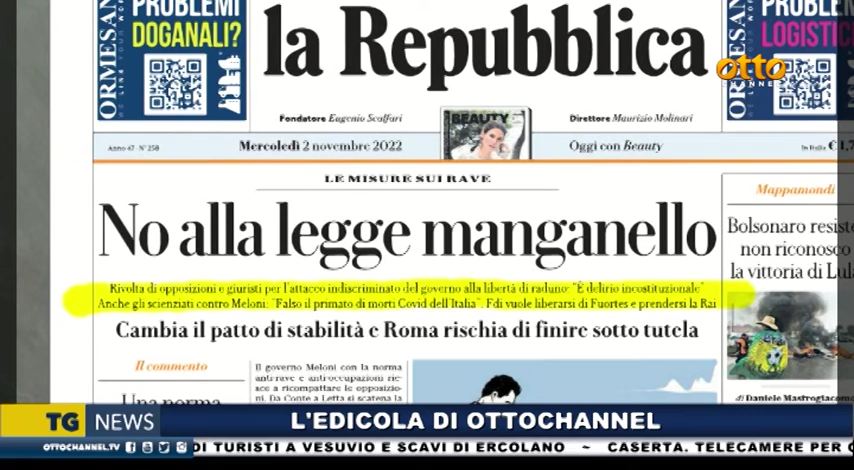 PROBLEMI
DOGANALI?
ORMESANI
la Repubblica
PROBLEMI
LOGISTIC
ORMESAN
otto
CHANNEL
Fondatore Eugenio Scalfari
BEAUTY
Direttore Maurizio Molinari
Anno 47 - N° 258
Mercoledì 2 novembre 2022
Oggi con Beauty
In Italia € 1,7
LE MISURE SUI RAVE
No alla legge manganello
Rivolta di opposizioni e giuristi per l'attacco indiscriminato del governo alla libertà di raduno: "È delirio incostituzionale"
Anche gli scienziati contro Meloni: "Falso il primato di morti Covid dell'Italia". Fdi vuole liberarsi di Fuortes e prendersi la Rai
Cambia il patto di stabilità e Roma rischia di finire sotto tutela
Mappamondi
Bolsonaro resiste
non riconosco
la vittoria di Lula
di Daniele Mastrogiacomo
Il commento
Una norma
Il governo Meloni con la norma
anti-rave e antioccupazioni rie-
sce a ricompattare le opposizio-
ni. Da Conte a Letta si scatena la
TG NEWS
L'EDICOLA DI OTTOCHANNEL
OTTOCHANNEL.TV
DI TURISTI A VESUVIO E SCAVI DI ERCOLANO ~ CASERTA. TELECAMERE PER